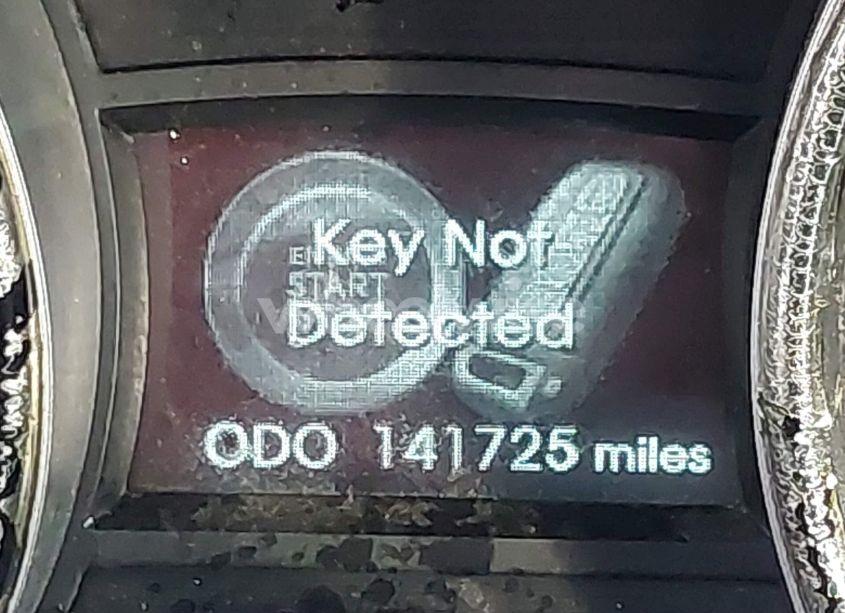 Key Not
START
Detected
ODO 141725 miles